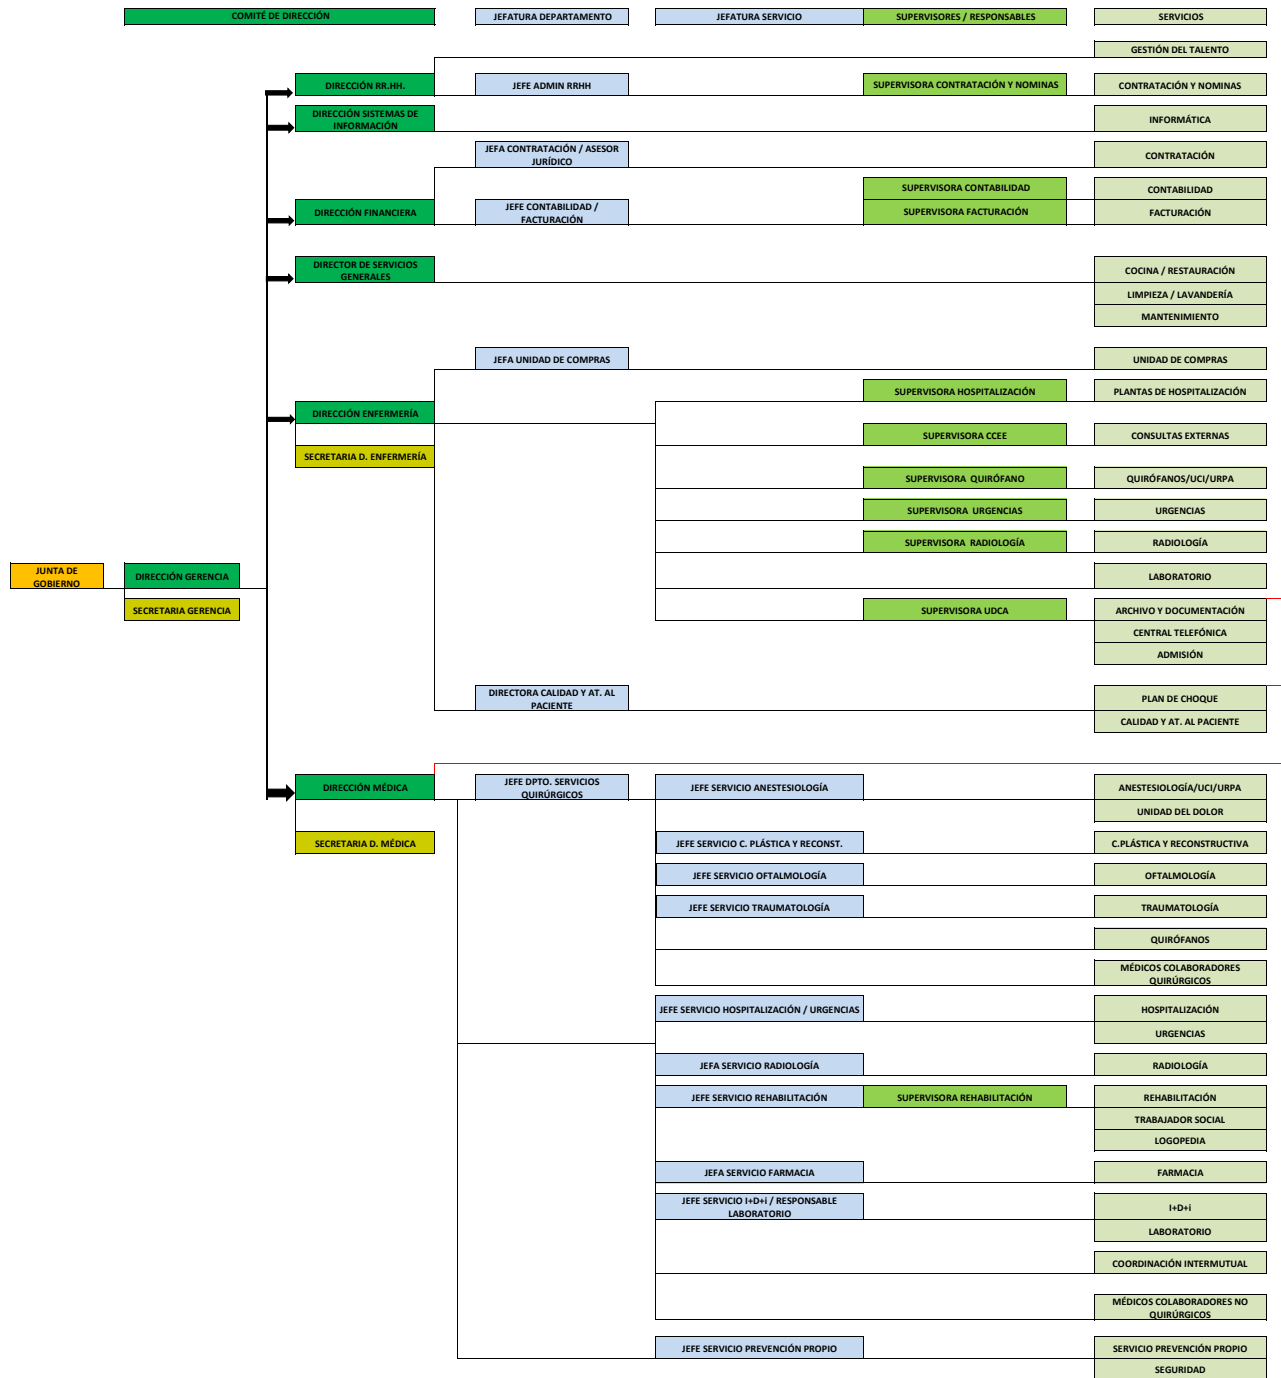 COMITÉ DE DIRECCIÓN
JEFATURA DEPARTAMENTO
JEFATURA SERVICIO
SUPERVISORES / RESPONSABLES
SERVICIOS
GESTIÓN DEL TALENTO
DIRECCIÓN RR.HH.
JEFE ADMIN RRHH
SUPERVISORA CONTRATACIÓN Y NOMINAS
CONTRATACIÓN Y NOMINAS
DIRECCIÓN SISTEMAS DE
INFORMACIÓN
INFORMÁTICA
JEFA CONTRATACIÓN / ASESOR
JURÍDICO
CONTRATACIÓN
SUPERVISORA CONTABILIDAD
CONTABILIDAD
DIRECCIÓN FINANCIERA
JEFE CONTABILIDAD /
FACTURACIÓN
SUPERVISORA FACTURACIÓN
FACTURACIÓN
DIRECTOR DE SERVICIOS
GENERALES
COCINA / RESTAURACIÓN
LIMPIEZA / LAVANDERÍA
MANTENIMIENTO
JEFA UNIDAD DE COMPRAS
UNIDAD DE COMPRAS
SUPERVISORA HOSPITALIZACIÓN
PLANTAS DE HOSPITALIZACIÓN
DIRECCIÓN ENFERMERÍA
SUPERVISORA CCEE
CONSULTAS EXTERNAS
SECRETARIA D. ENFERMERÍA
SUPERVISORA QUIRÓFANO
QUIRÓFANOS/UCI/URPA
SUPERVISORA URGENCIAS
URGENCIAS
SUPERVISORA RADIOLOGÍA
RADIOLOGÍA
JUNTA DE
GOBIERNO
DIRECCIÓN GERENCIA
LABORATORIO
SECRETARIA GERENCIA
SUPERVISORA UDCA
ARCHIVO Y DOCUMENTACIÓN
CENTRAL TELEFÓNICA
ADMISIÓN
DIRECTORA CALIDAD Y AT. AL
PACIENTE
PLAN DE CHOQUE
CALIDAD Y AT. AL PACIENTE
DIRECCIÓN MÉDICA
JEFE DPTO. SERVICIOS
QUIRÚRGICOS
JEFE SERVICIO ANESTESIOLOGÍA
ANESTESIOLOGÍA/UCI/URPA
UNIDAD DEL DOLOR
SECRETARIA D. MÉDICA
JEFE SERVICIO C. PLÁSTICA Y RECONST.
C.PLÁSTICA Y RECONSTRUCTIVA
JEFE SERVICIO OFTALMOLOGÍA
OFTALMOLOGÍA
JEFE SERVICIO TRAUMATOLOGÍA
TRAUMATOLOGÍA
QUIRÓFANOS
MÉDICOS COLABORADORES
QUIRÚRGICOS
JEFE SERVICIO HOSPITALIZACIÓN / URGENCIAS
HOSPITALIZACIÓN
URGENCIAS
JEFA SERVICIO RADIOLOGÍA
RADIOLOGÍA
JEFE SERVICIO REHABILITACIÓN
SUPERVISORA REHABILITACIÓN
REHABILITACIÓN
TRABAJADOR SOCIAL
LOGOPEDIA
JEFA SERVICIO FARMACIA
FARMACIA
JEFE SERVICIO I+D+i / RESPONSABLE
LABORATORIO
I+D+i
LABORATORIO
COORDINACIÓN INTERMUTUAL
MÉDICOS COLABORADORES NO
QUIRÚRGICOS
JEFE SERVICIO PREVENCIÓN PROPIO
SERVICIO PREVENCIÓN PROPIO
SEGURIDAD